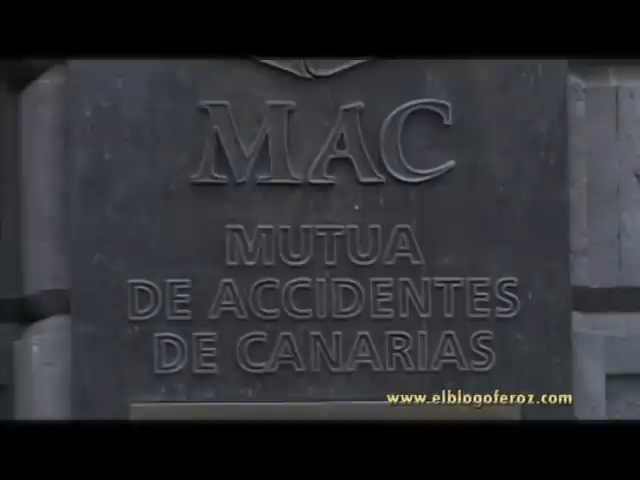 MAC
MUTUA
DE ACCIDENTES
DE CANARIAS
www.elblogoferoz.com